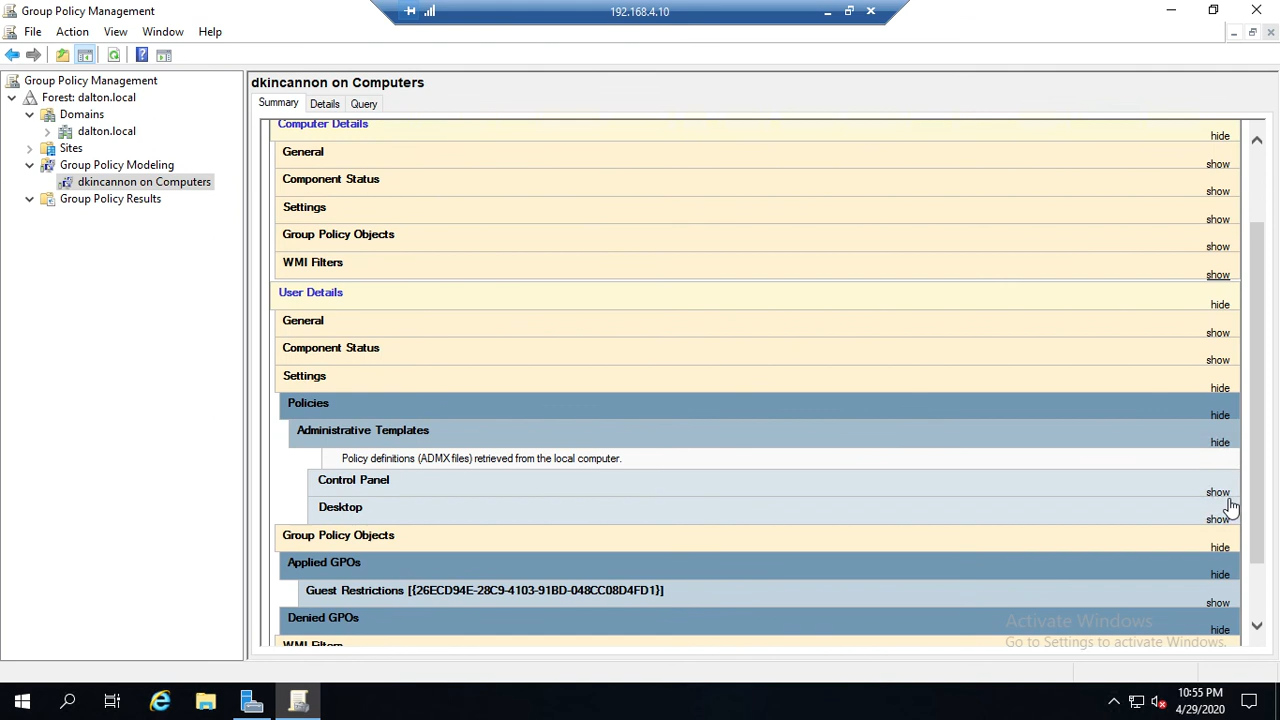 Group Policy Management
192.168.4.10
File Action View Window Help
Group Policy Management
Forest: dalton.local
Domains
dalton.local
Sites
Group Policy Modeling
dkincannon on Computers
Group Policy Results
dkincannon on Computers
Summary Details Query
Computer Details
hide
General
show
Component Status
show
Settings
show
Group Policy Objects
show
WMI Filters
show
User Details
hide
General
show
Component Status
show
Settings
hide
Policies
hide
Administrative Templates
hide
Policy definitions (ADMX files) retrieved from the local computer.
Control Panel
show
Desktop
show
Group Policy Objects
hide
Applied GPOs
hide
Guest Restrictions [{26ECD94E-28C9-4103-91BD-048CC08D4FD1}]
show
Denied GPOs
hide
WMI Filters
Activate Windows
Go to Settings to activate Windows.
10:55 PM
4/29/2020